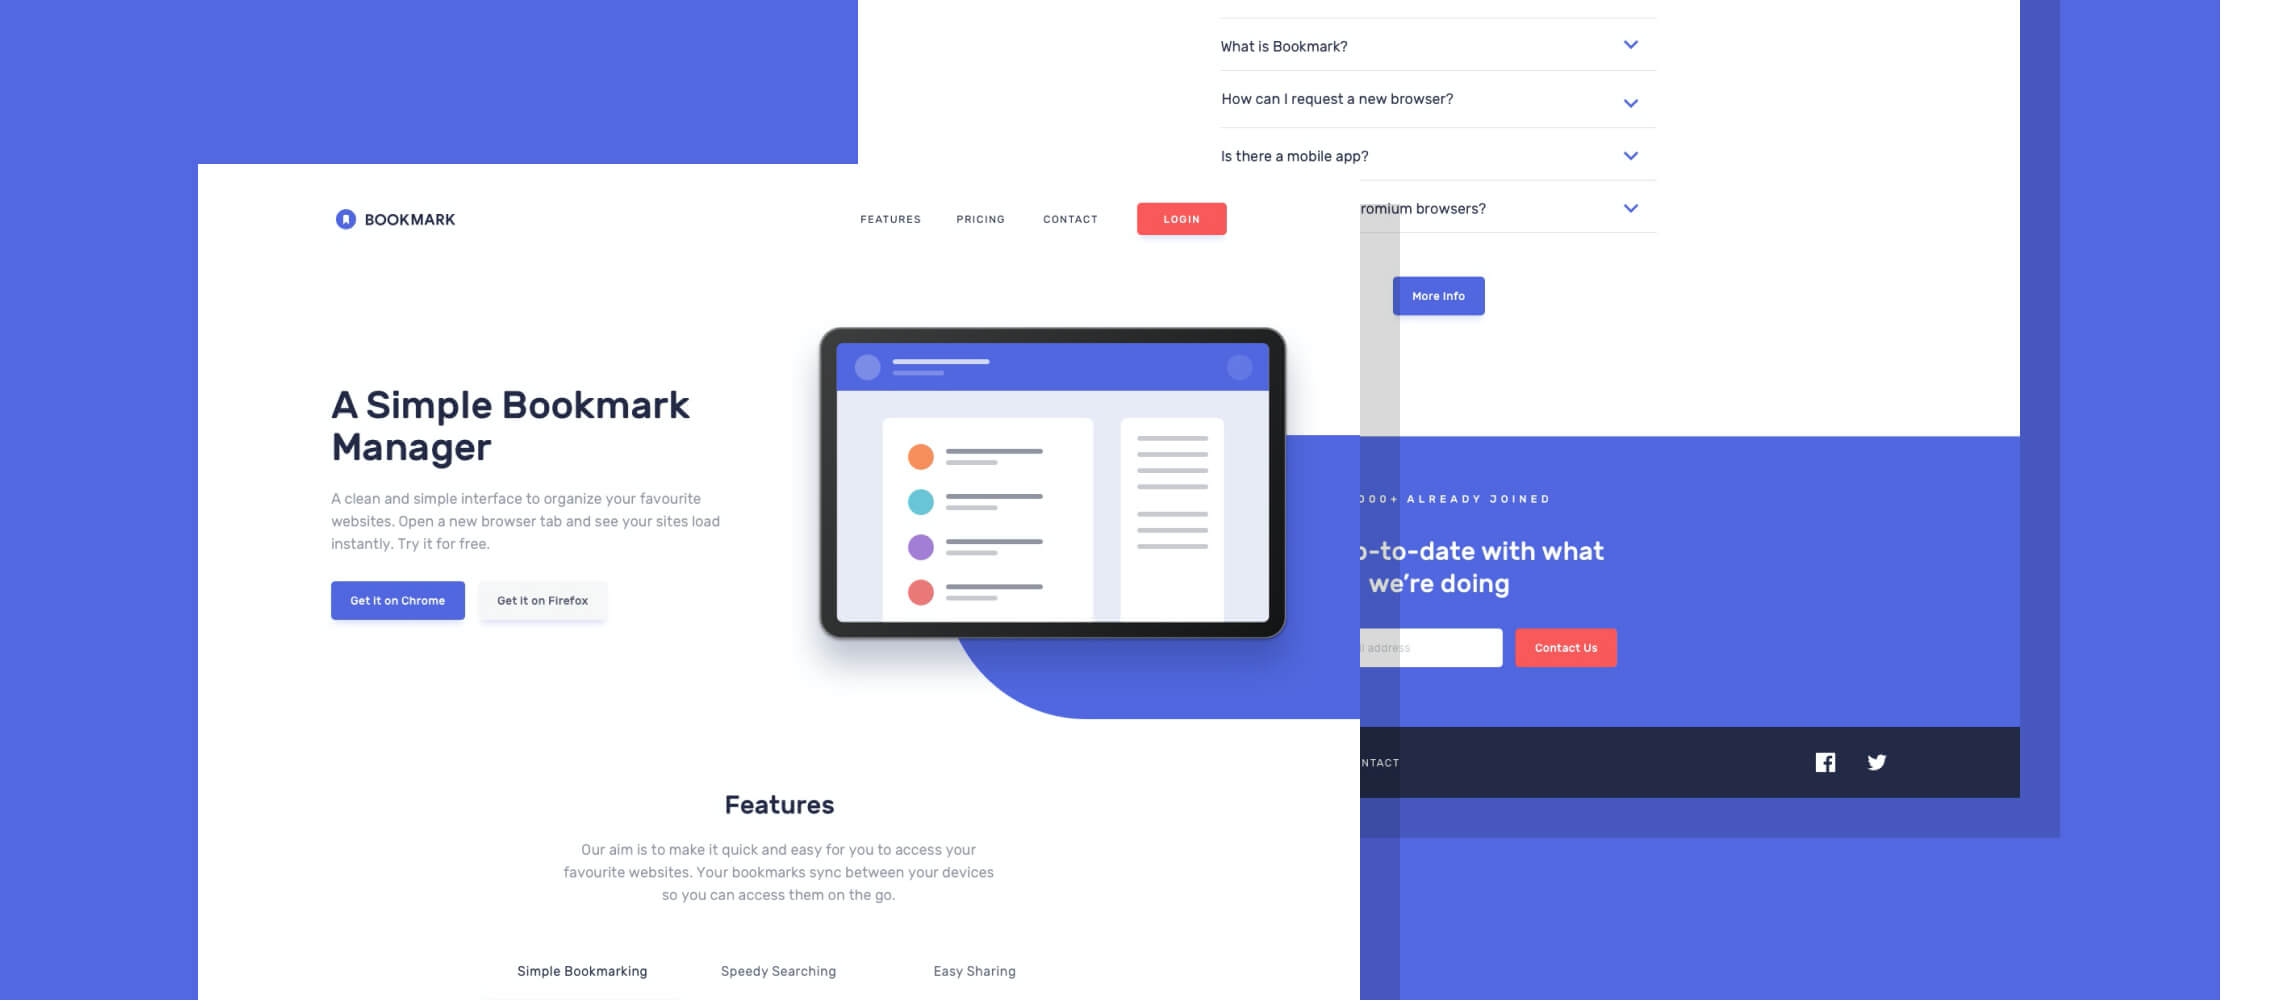 What is Bookmark?
How can I request a new browser?
Is there a mobile app?
browsers?
BOOKMARK
FEATURES
PRICING
CONTACT
LOGIN
More Info
A Simple Bookmark
Manager
A clean and simple interface to organize your favourite
websites. Open a new browser tab and see your sites load
instantly. Try it for free.
Get it on Chrome
Get it on Firefox
ALREADY JOINED
with what
we're doing
address
Contact Us
Features
Our aim is to make it quick and easy for you to access your
favourite websites. Your bookmarks sync between your devices
so you can access them on the go.
Simple Bookmarking
Speedy Searching
Easy Sharing